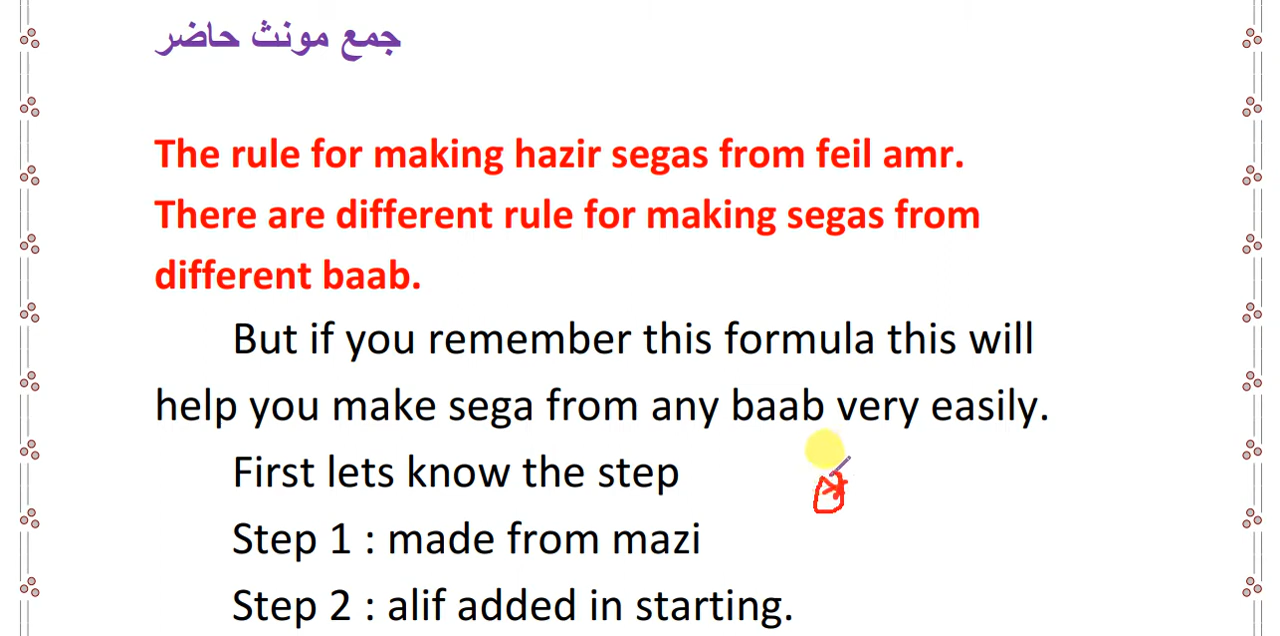 جمع مونث حاضر
The rule for making hazir segas from feil amr.
There are different rule for making segas from
different baab.
But if you remember this formula this will
help you make sega from any baab very easily.
First lets know the step
Step 1 : made from mazi
Step 2 : alif added in starting.